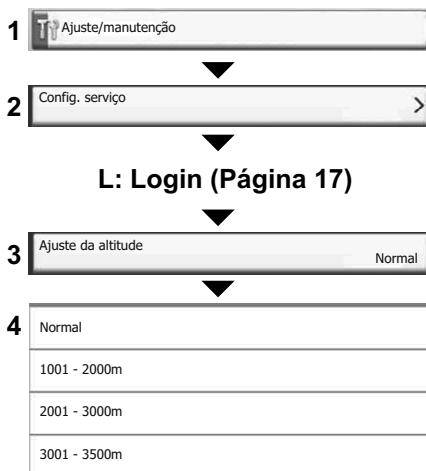 1 Ajuste/manutenção
2 Config. serviço
L: Login (Página 17)
3 Ajuste da altitude
Normal
4 Normal
1001 - 2000m
2001 - 3000m
3001 - 3500m